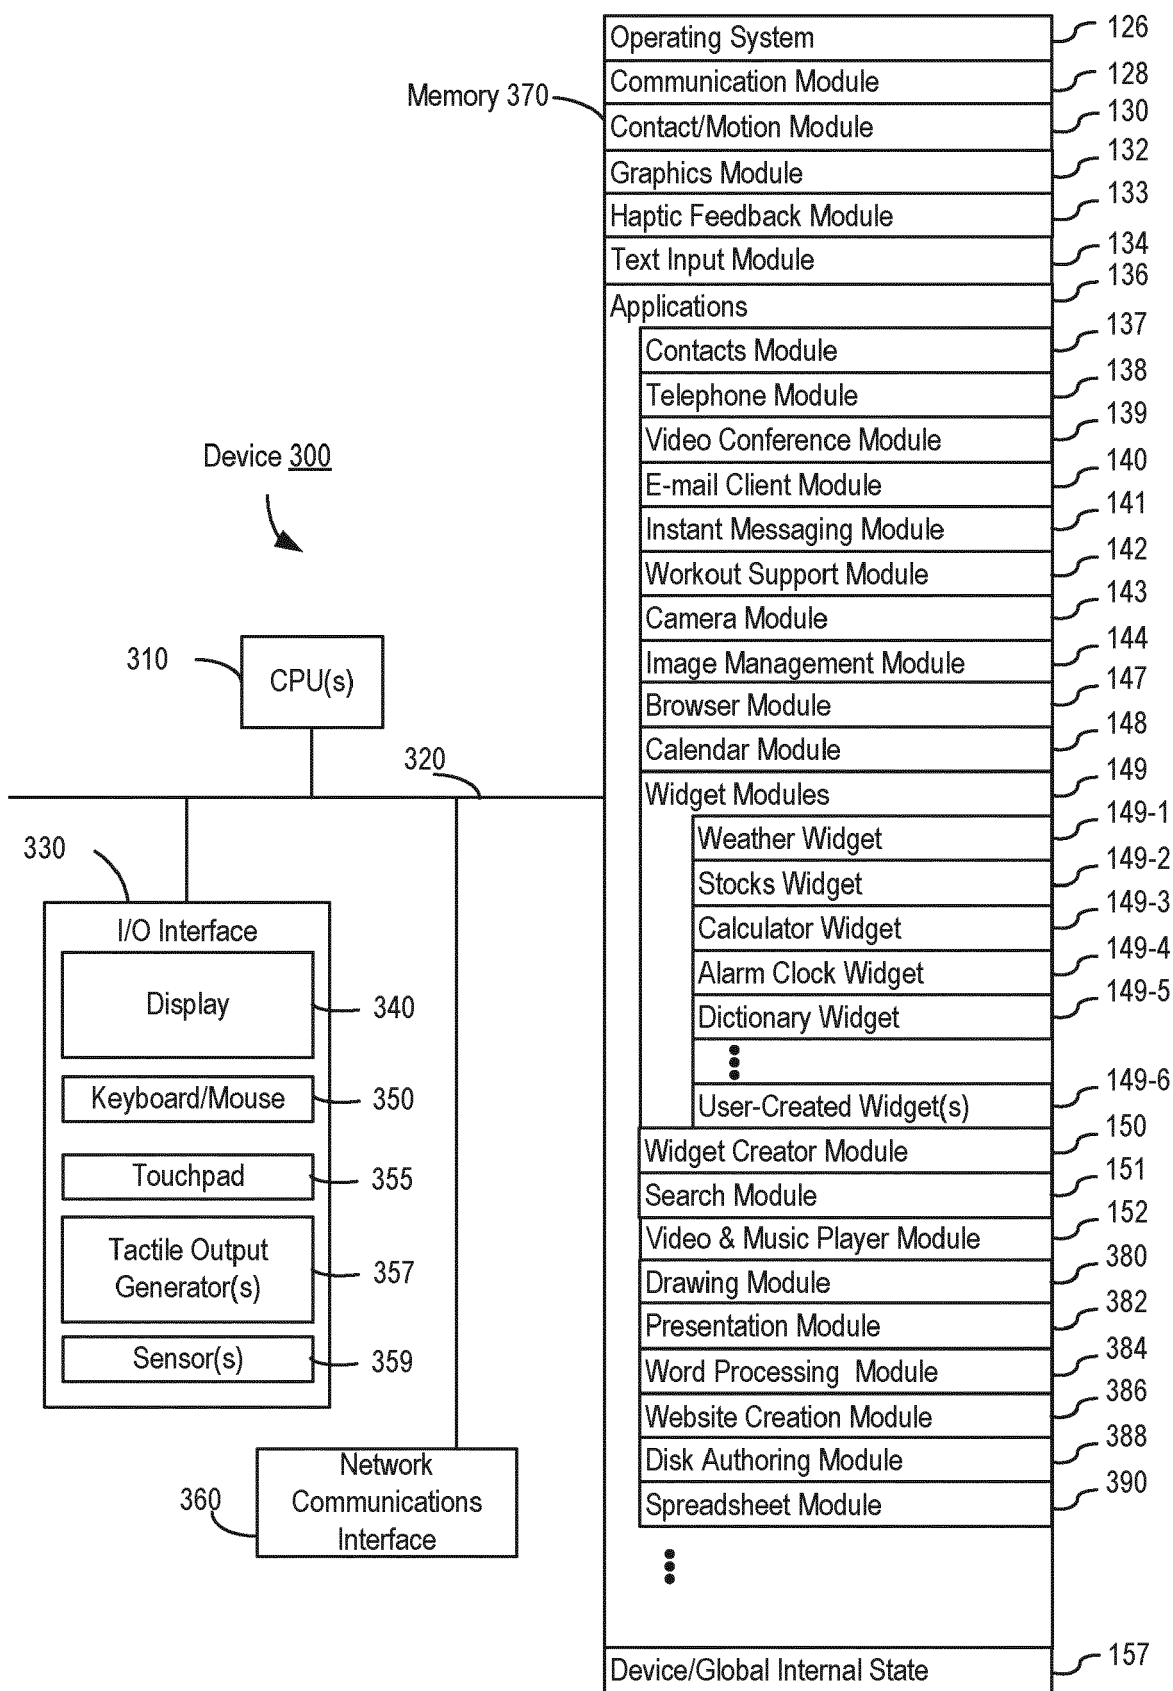 Device 300
310
CPU(s)
320
330
I/O Interface
Display
340
Keyboard/Mouse
350
Touchpad
355
Tactile Output
Generator(s)
357
Sensor(s)
359
360
Network
Communications
Interface
Memory 370
Operating System
126
Communication Module
128
Contact/Motion Module
130
Graphics Module
132
Haptic Feedback Module
133
Text Input Module
134
Applications
136
Contacts Module
137
Telephone Module
138
Video Conference Module
139
E-mail Client Module
140
Instant Messaging Module
141
Workout Support Module
142
Camera Module
143
Image Management Module
144
Browser Module
147
Calendar Module
148
Widget Modules
149
Weather Widget
149-1
Stocks Widget
149-2
Calculator Widget
149-3
Alarm Clock Widget
149-4
Dictionary Widget
149-5
User-Created Widget(s)
149-6
Widget Creator Module
150
Search Module
151
Video & Music Player Module
152
Drawing Module
380
Presentation Module
382
Word Processing Module
384
Website Creation Module
386
Disk Authoring Module
388
Spreadsheet Module
390
Device/Global Internal State
157